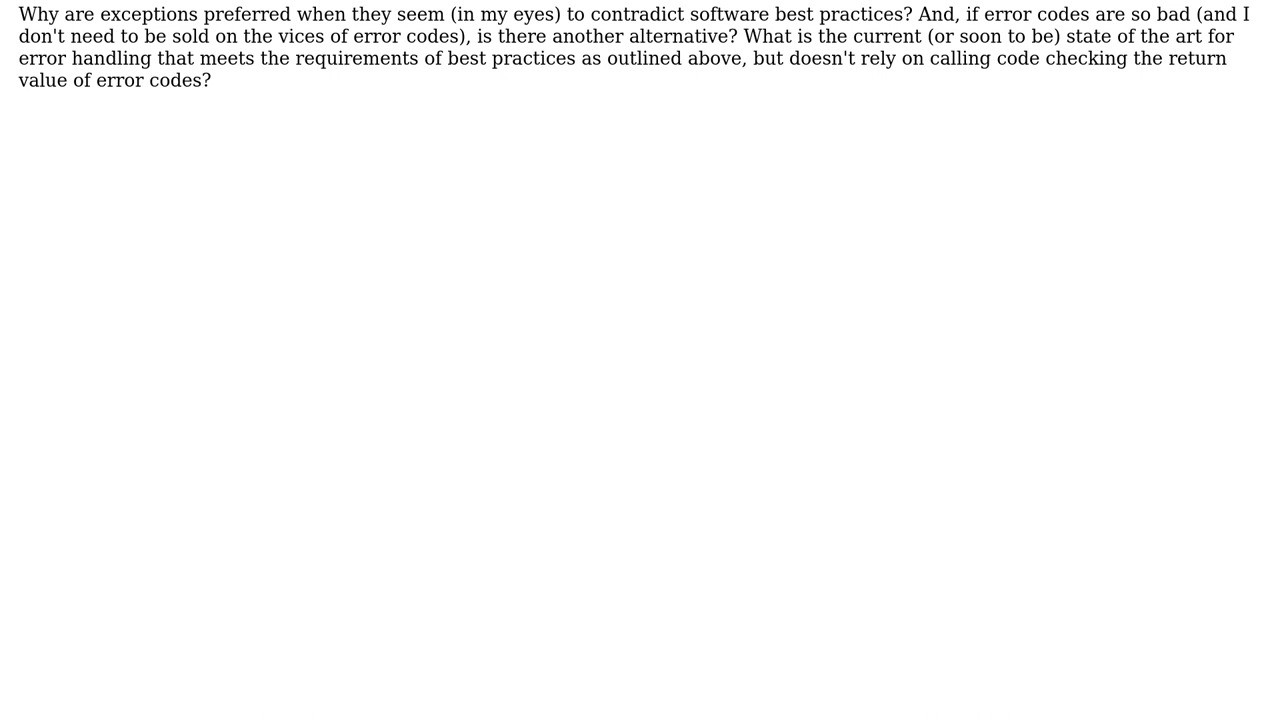 Why are exceptions preferred when they seem (in my eyes) to contradict software best practices? And, if error codes are so bad (and I
don't need to be sold on the vices of error codes), is there another alternative? What is the current (or soon to be) state of the art for
error handling that meets the requirements of best practices as outlined above, but doesn't rely on calling code checking the return
value of error codes?